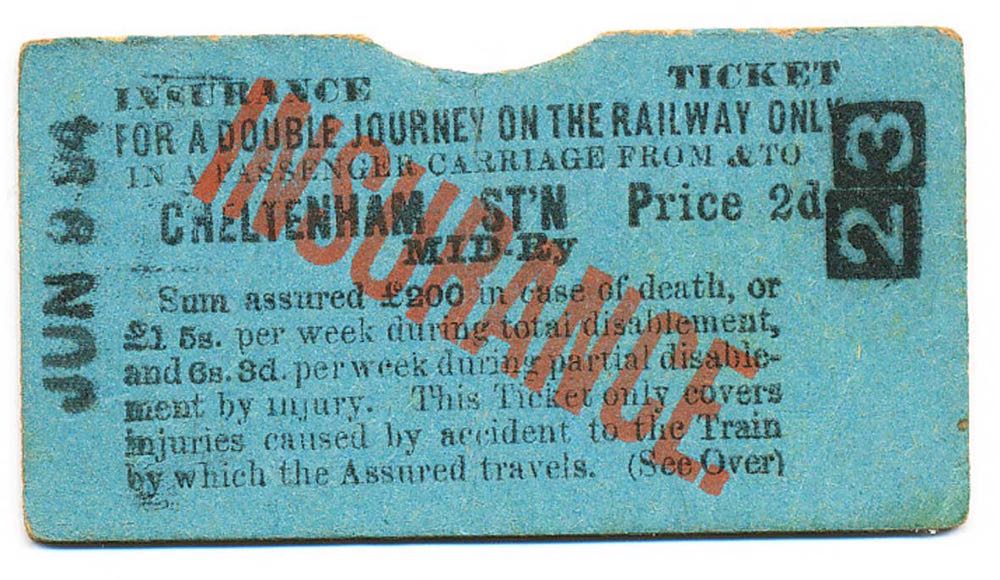 INSURANCE TICKET
FOR A DOUBLE JOURNEY ON THE RAILWAY ONLY
IN A PASSENGER CARRIAGE FROM & TO
CHELTENHAM ST'N Price 2d
MID-Ry
Sum assured £200 in case of death, or
£1 5s. per week during total disablement,
and 6s. 3d. per week during partial disable-
ment by injury. This Ticket only covers
injuries caused by accident to the Train
by which the Assured travels. (See Over)
INSURANCE.
23
JUN 9